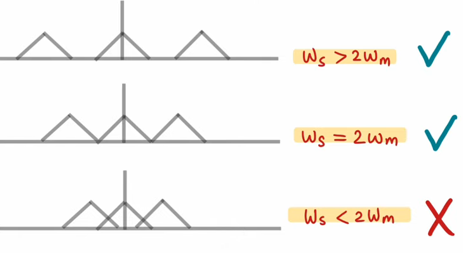 ws > 2wm ✓
ws = 2wm ✓
ws < 2wm X